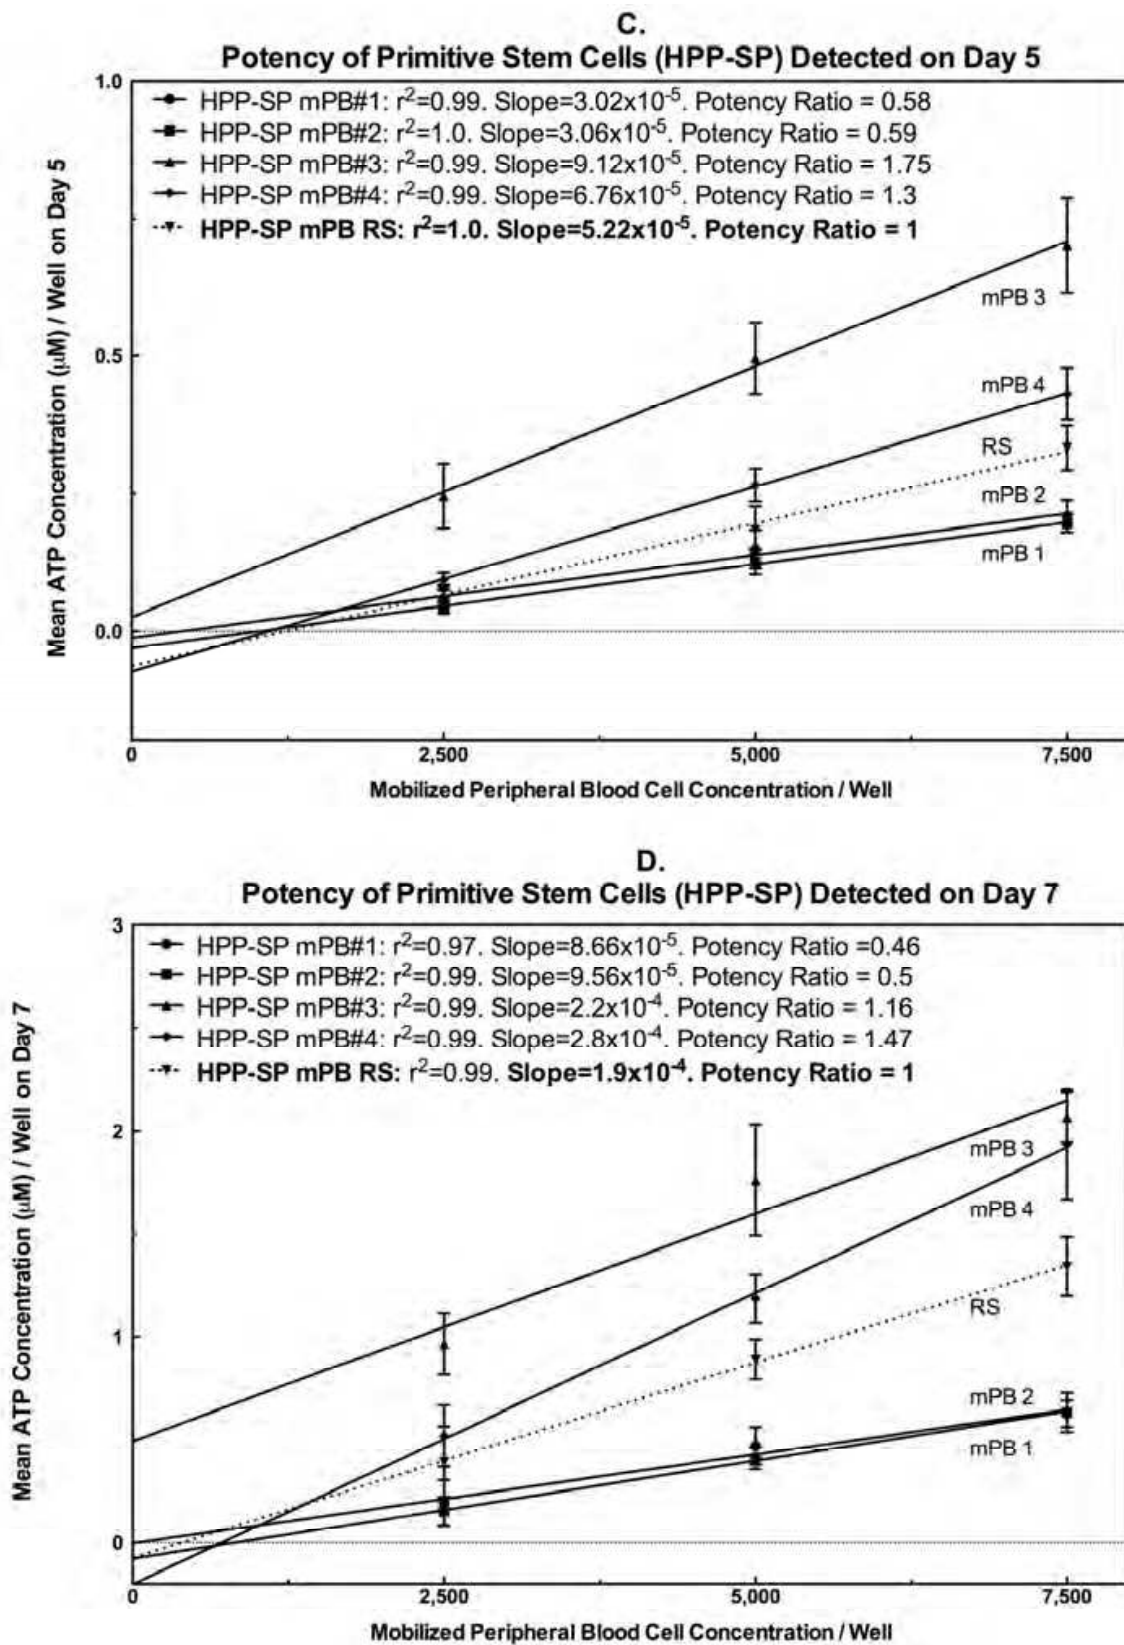 C.
Potency of Primitive Stem Cells (HPP-SP) Detected on Day 5
1.0
HPP-SP mPB#1: r²=0.99. Slope=3.02x10⁻⁵. Potency Ratio = 0.58
HPP-SP mPB#2: r²=1.0. Slope=3.06x10⁻⁵. Potency Ratio = 0.59
HPP-SP mPB#3: r²=0.99. Slope=9.12x10⁻⁵. Potency Ratio = 1.75
HPP-SP mPB#4: r²=0.99. Slope=6.76x10⁻⁵. Potency Ratio = 1.3
HPP-SP mPB RS: r²=1.0. Slope=5.22x10⁻⁵. Potency Ratio = 1
Mean ATP Concentration (µM) / Well on Day 5
mPB 3
0.5
mPB 4
RS
mPB 2
mPB 1
0.0
0 2,500 5,000 7,500
Mobilized Peripheral Blood Cell Concentration / Well
D.
Potency of Primitive Stem Cells (HPP-SP) Detected on Day 7
3
HPP-SP mPB#1: r²=0.97. Slope=8.66x10⁻⁵. Potency Ratio =0.46
HPP-SP mPB#2: r²=0.99. Slope=9.56x10⁻⁵. Potency Ratio = 0.5
HPP-SP mPB#3: r²=0.99. Slope=2.2x10⁻⁴. Potency Ratio = 1.16
HPP-SP mPB#4: r²=0.99. Slope=2.8x10⁻⁴. Potency Ratio = 1.47
HPP-SP mPB RS: r²=0.99. Slope=1.9x10⁻⁴. Potency Ratio = 1
Mean ATP Concentration (µM) / Well on Day 7
2
mPB 3
mPB 4
1
RS
mPB 2
mPB 1
0
0 2,500 5,000 7,500
Mobilized Peripheral Blood Cell Concentration / Well